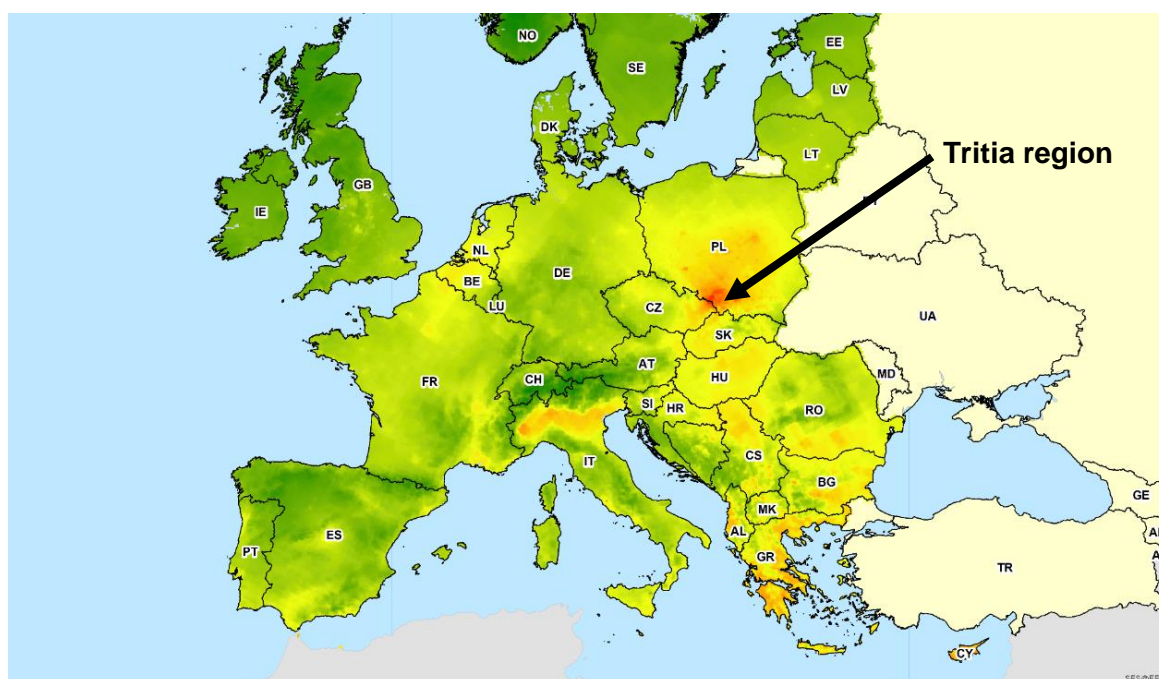 NO
SE
EE
LV
DK
LT
Tritia region
GB
IE
NL
PL
BE
DE
LU
CZ
UA
SK
FR
CH
AT
HU
MD
SI
HR
RO
IT
CS
BG
PT
ES
MK
AL
GR
GE
TR
CY